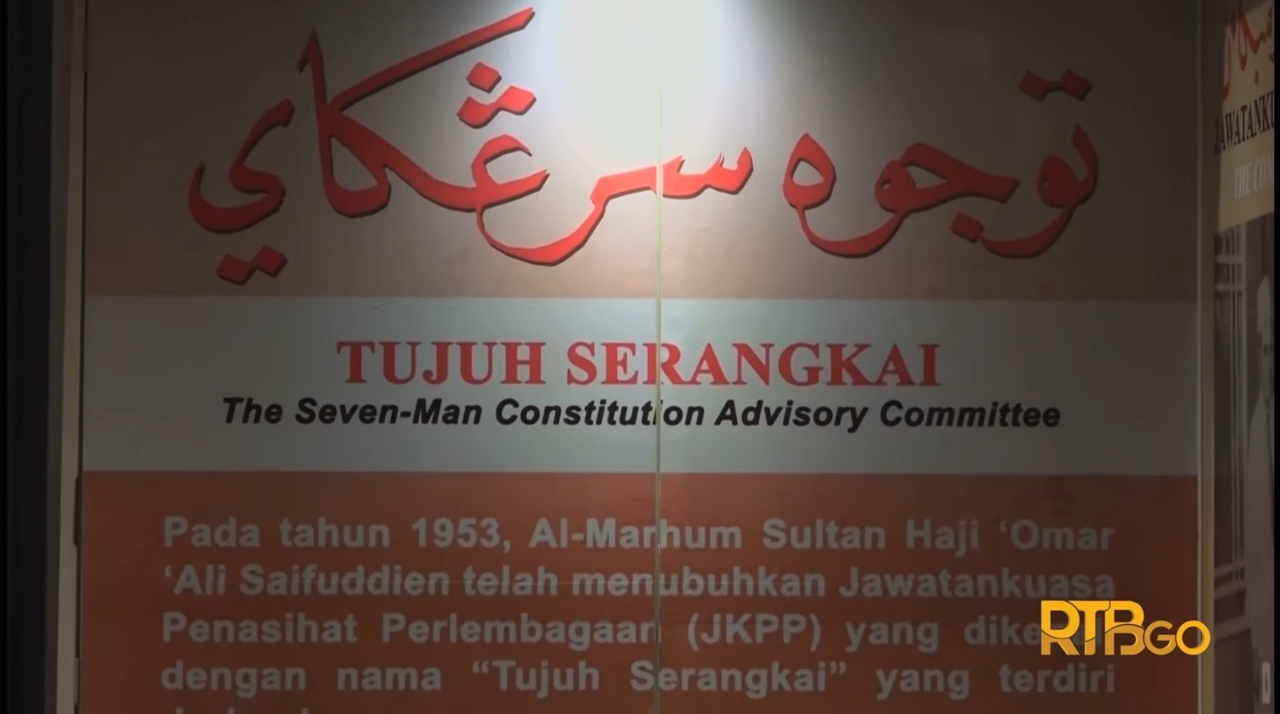 توجوه سرڠكاي
TUJUH SERANGKAI
The Seven-Man Constitution Advisory Committee
Pada tahun 1953, Al-Marhum Sultan Haji ‘Omar
‘Ali Saifuddien telah menubuhkan Jawatankuasa
Penasihat Perlembagaan (JKPP) yang
dengan nama “Tujuh Serangkai” yang terdiri
RTBGO